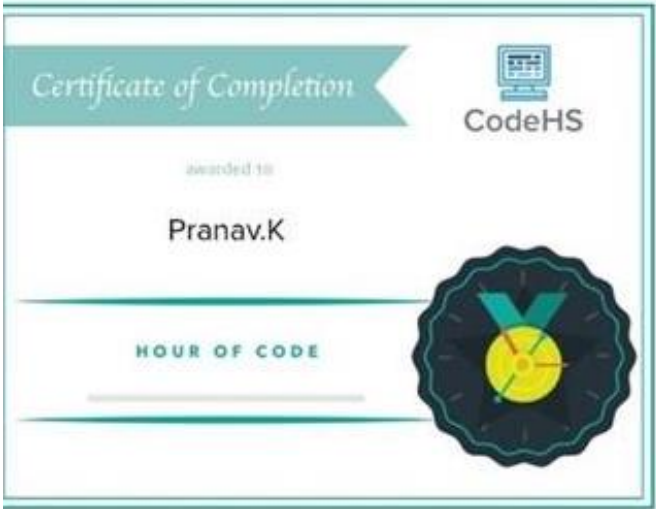 Certificate of Completion
CodeHS
awarded to
Pranav.K
HOUR OF CODE